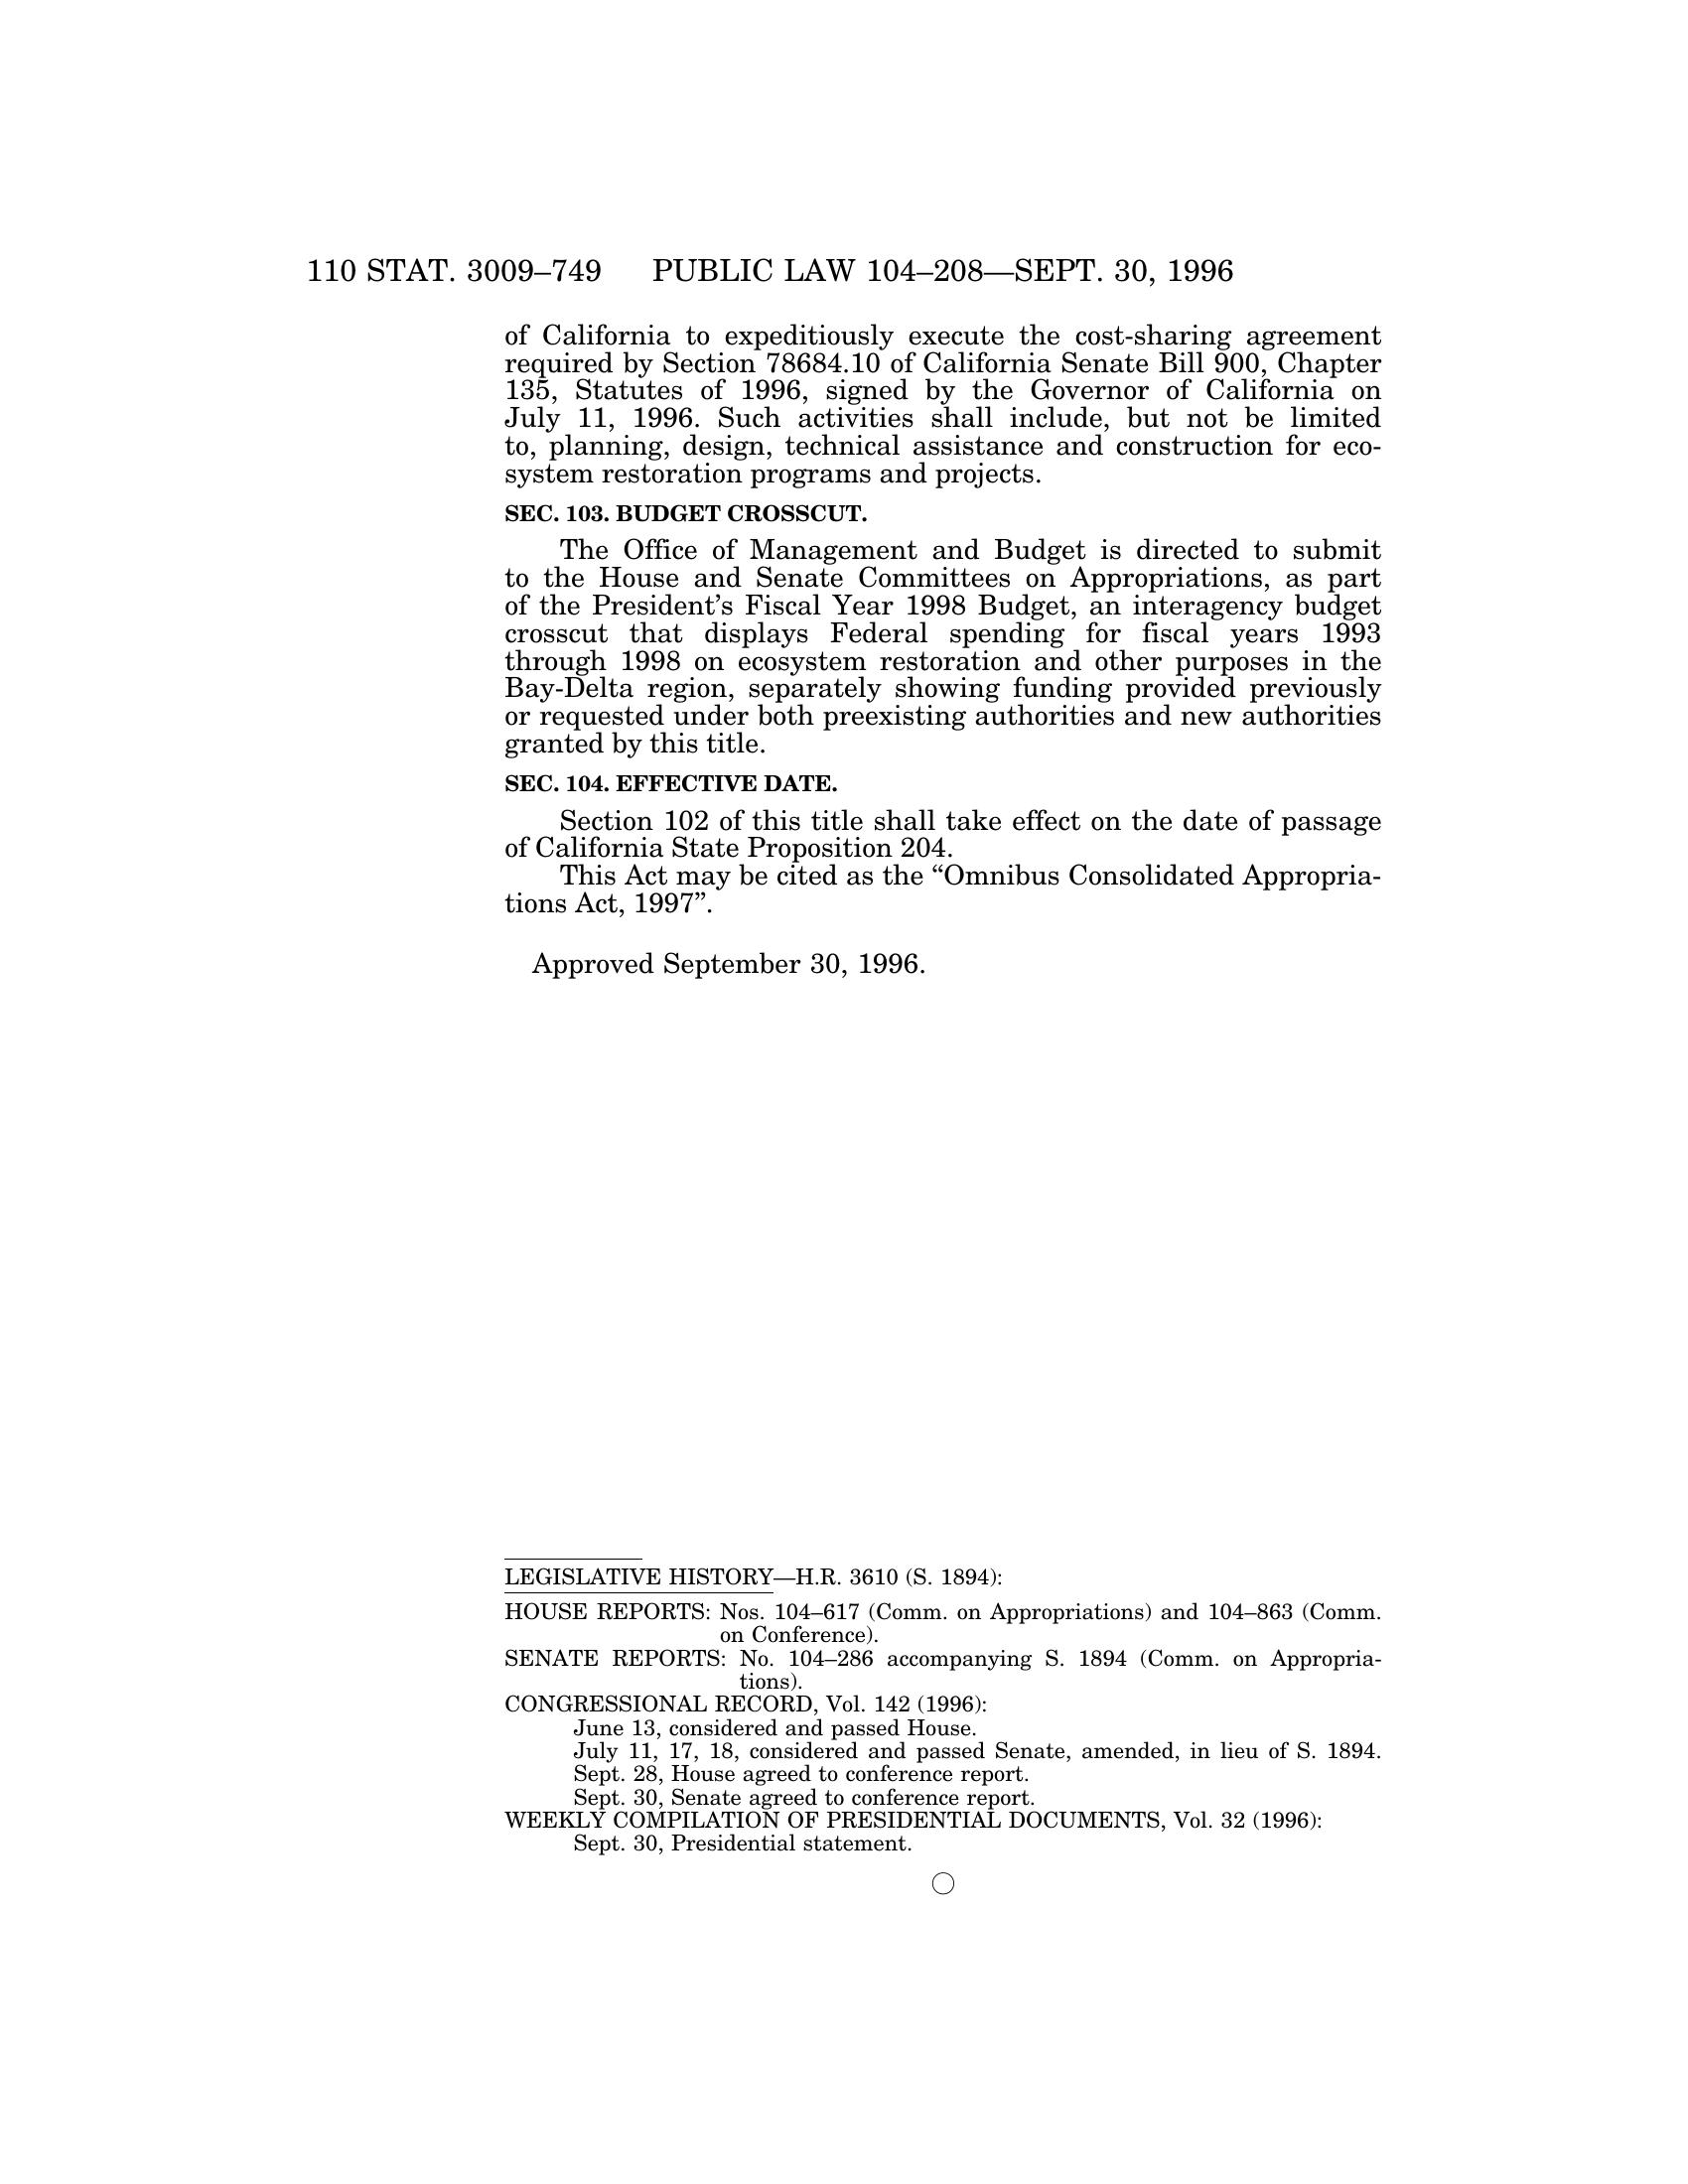 110 STAT. 3009–749 PUBLIC LAW 104–208—SEPT. 30, 1996
of California to expeditiously execute the cost-sharing agreement
required by Section 78684.10 of California Senate Bill 900, Chapter
135, Statutes of 1996, signed by the Governor of California on
July 11, 1996. Such activities shall include, but not be limited
to, planning, design, technical assistance and construction for eco-
system restoration programs and projects.
SEC. 103. BUDGET CROSSCUT.
The Office of Management and Budget is directed to submit
to the House and Senate Committees on Appropriations, as part
of the President’s Fiscal Year 1998 Budget, an interagency budget
crosscut that displays Federal spending for fiscal years 1993
through 1998 on ecosystem restoration and other purposes in the
Bay-Delta region, separately showing funding provided previously
or requested under both preexisting authorities and new authorities
granted by this title.
SEC. 104. EFFECTIVE DATE.
Section 102 of this title shall take effect on the date of passage
of California State Proposition 204.
This Act may be cited as the “Omnibus Consolidated Appropria-
tions Act, 1997”.
Approved September 30, 1996.
LEGISLATIVE HISTORY—H.R. 3610 (S. 1894):
HOUSE REPORTS: Nos. 104–617 (Comm. on Appropriations) and 104–863 (Comm.
on Conference).
SENATE REPORTS: No. 104–286 accompanying S. 1894 (Comm. on Appropria-
tions).
CONGRESSIONAL RECORD, Vol. 142 (1996):
June 13, considered and passed House.
July 11, 17, 18, considered and passed Senate, amended, in lieu of S. 1894.
Sept. 28, House agreed to conference report.
Sept. 30, Senate agreed to conference report.
WEEKLY COMPILATION OF PRESIDENTIAL DOCUMENTS, Vol. 32 (1996):
Sept. 30, Presidential statement.